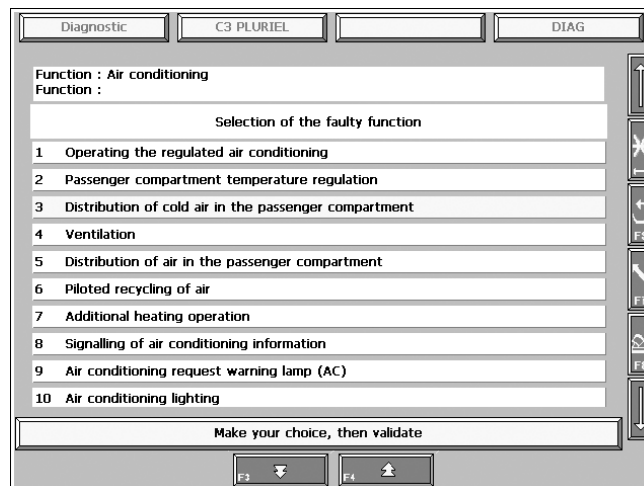 Diagnostic
C3 PLURIEL
DIAG
Function : Air conditioning
Function :
Selection of the faulty function
1 Operating the regulated air conditioning
2 Passenger compartment temperature regulation
3 Distribution of cold air in the passenger compartment
4 Ventilation
5 Distribution of air in the passenger compartment
6 Piloted recycling of air
7 Additional heating operation
8 Signalling of air conditioning information
9 Air conditioning request warning lamp (AC)
10 Air conditioning lighting
Make your choice, then validate
F3
F4